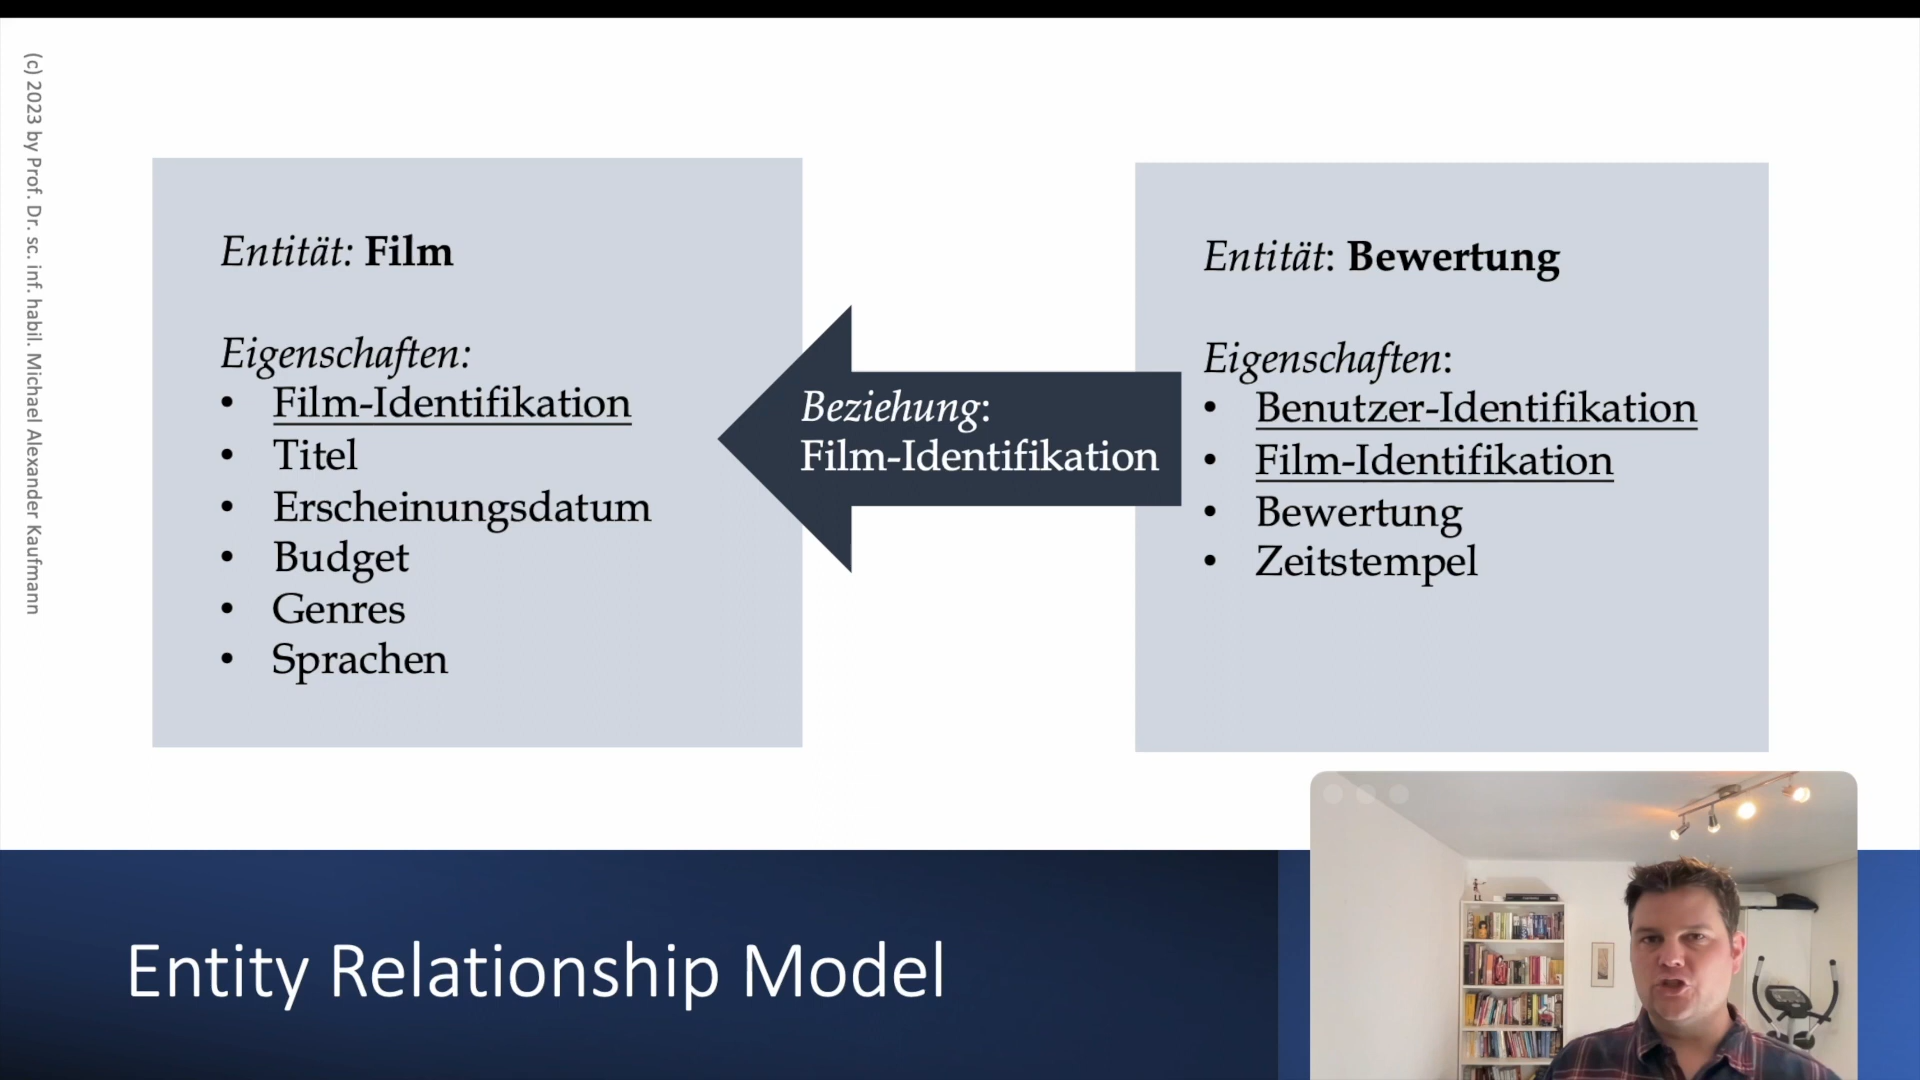 (c) 2023 by Prof. Dr. sc. inf. habil. Michael Alexander Kaufmann
Entität: Film
Eigenschaften:
• Film-Identifikation
• Titel
• Erscheinungsdatum
• Budget
• Genres
• Sprachen
Beziehung:
Film-Identifikation
Entität: Bewertung
Eigenschaften:
• Benutzer-Identifikation
• Film-Identifikation
• Bewertung
• Zeitstempel
Entity Relationship Model